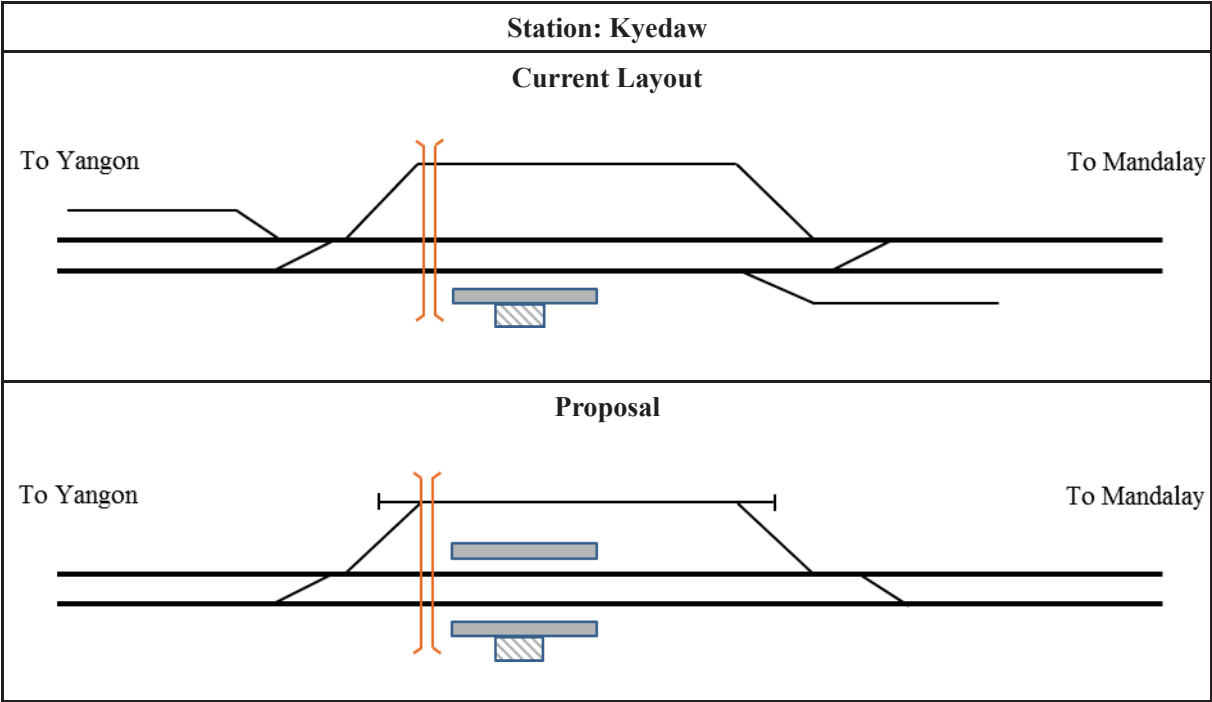 Station: Kyedaw
Current Layout
To Yangon
To Mandalay
Proposal
To Yangon
To Mandalay